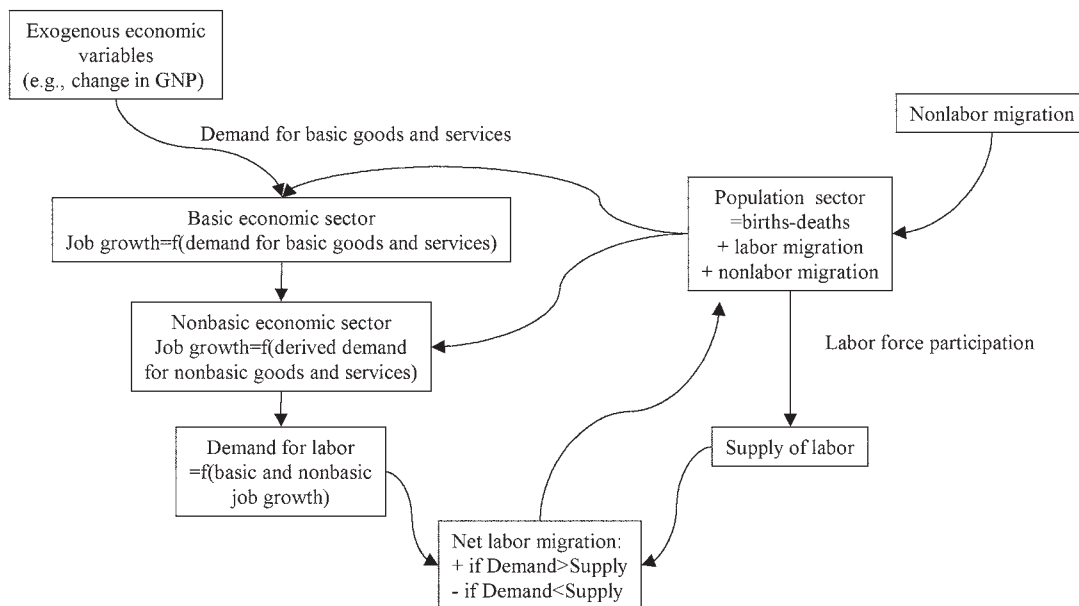 Exogenous economic
variables
(e.g., change in GNP)
Demand for basic goods and services
Nonlabor migration
Basic economic sector
Job growth=f(demand for basic goods and services)
Population sector
=births-deaths
+ labor migration
+ nonlabor migration
Nonbasic economic sector
Job growth=f(derived demand
for nonbasic goods and services)
Labor force participation
Demand for labor
=f(basic and nonbasic
job growth)
Supply of labor
Net labor migration:
+ if Demand>Supply
- if Demand<Supply